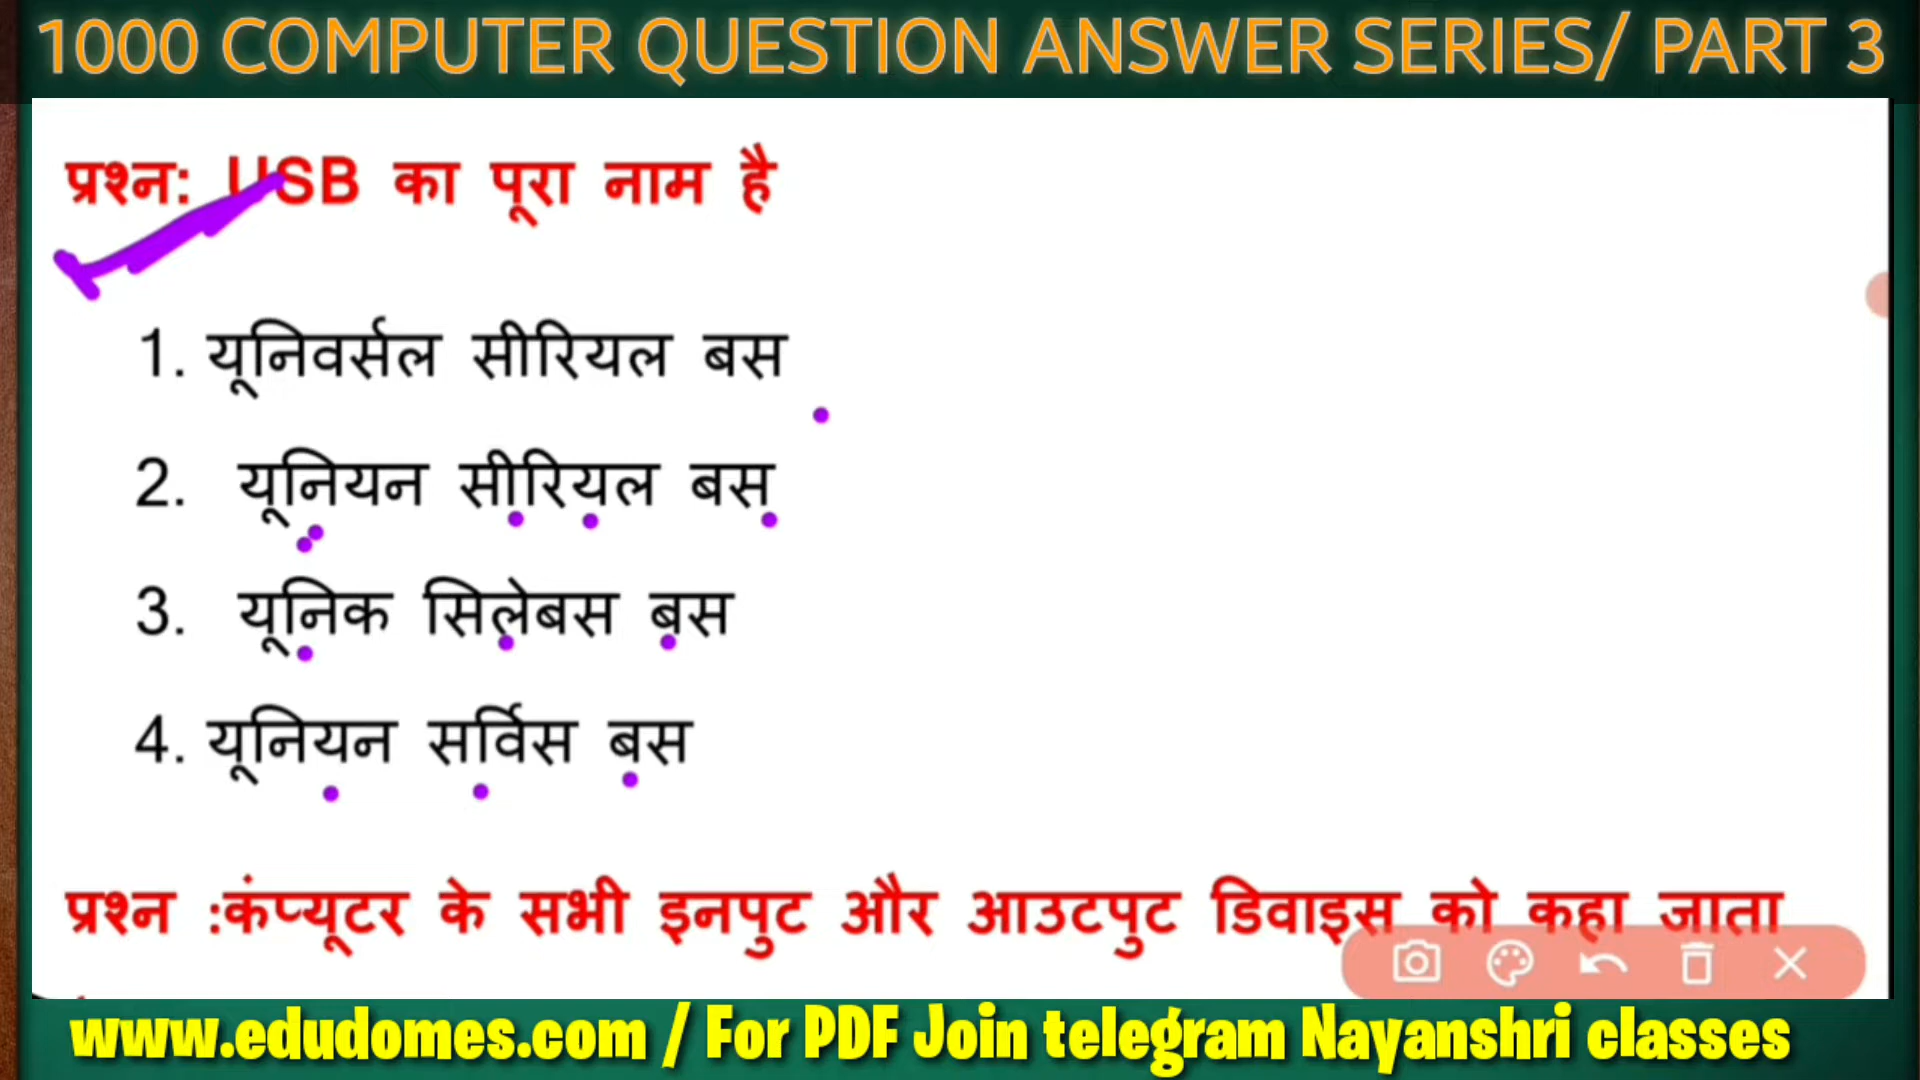 1000 COMPUTER QUESTION ANSWER SERIES/ PART 3
प्रश्न: USB का पूरा नाम है
1. यूनिवर्सल सीरियल बस
2. यूनियन सीरियल बस
3. यूनिक सिलेबस बस
4. यूनियन सर्विस बस
प्रश्न :कंप्यूटर के सभी इनपुट और आउटपुट डिवाइस को कहा जाता
www.edudomes.com / For PDF Join telegram Nayanshri classes